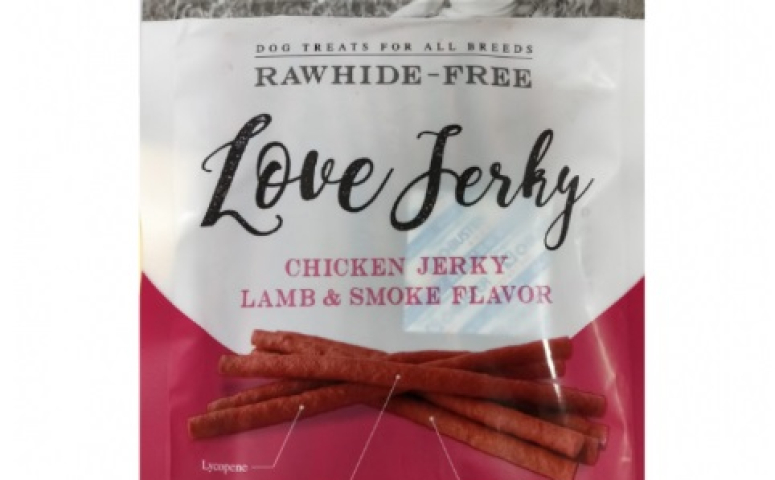 DOG TREATS FOR ALL BREEDS
RAWHIDE-FREE
Love Jerky
CHICKEN JERKY
LAMB & SMOKE FLAVOR
Lycopene